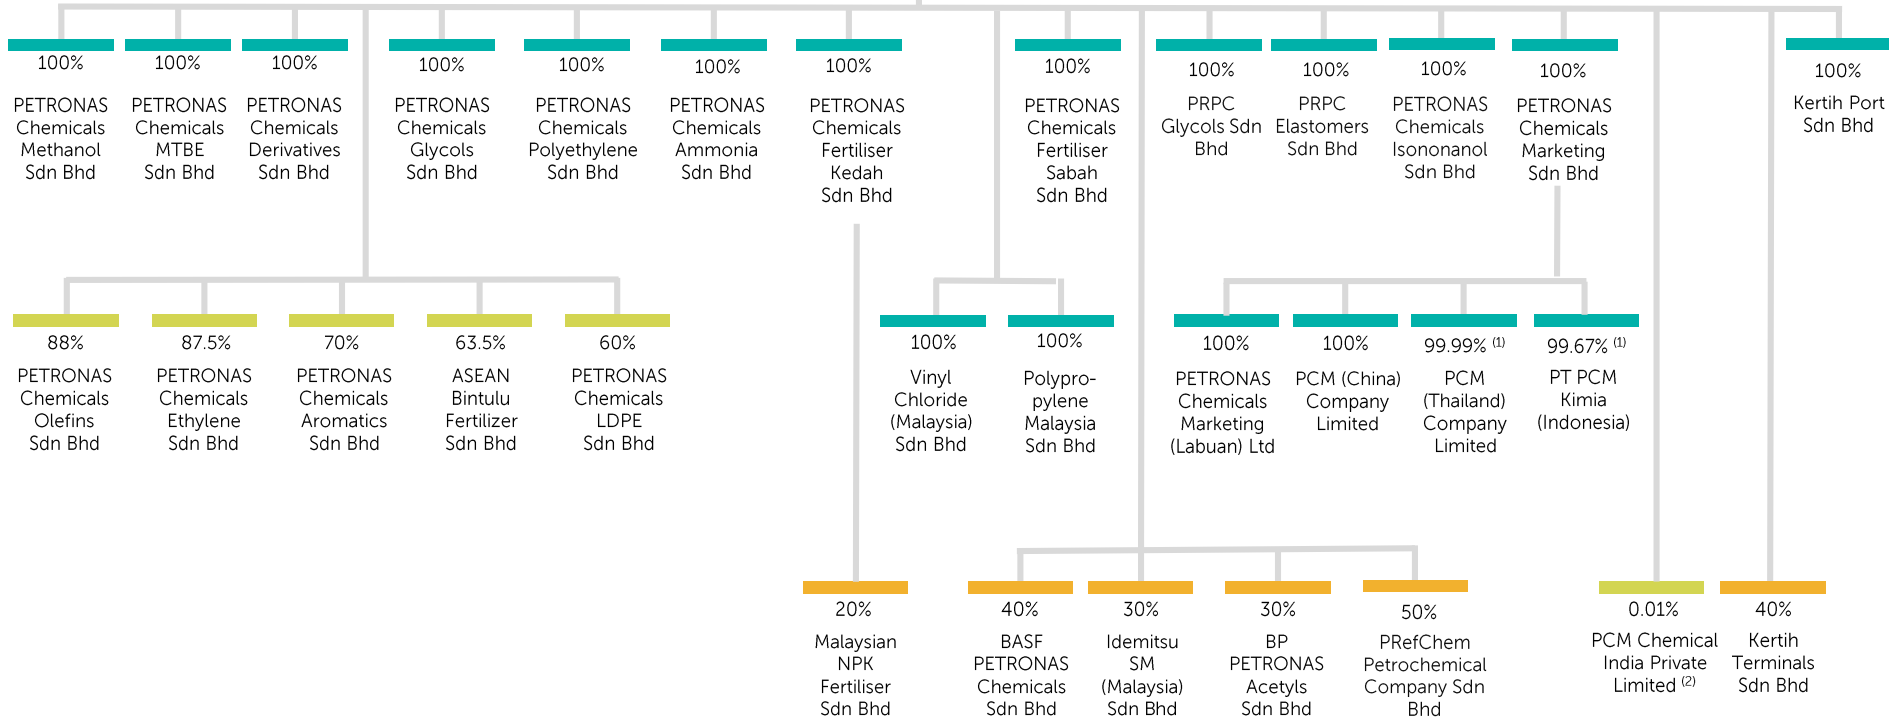 100%
PETRONAS
Chemicals
Methanol
Sdn Bhd
100%
PETRONAS
Chemicals
MTBE
Sdn Bhd
100%
PETRONAS
Chemicals
Derivatives
Sdn Bhd
100%
PETRONAS
Chemicals
Glycols
Sdn Bhd
100%
PETRONAS
Chemicals
Polyethylene
Sdn Bhd
100%
PETRONAS
Chemicals
Ammonia
Sdn Bhd
100%
PETRONAS
Chemicals
Fertiliser
Kedah
Sdn Bhd
100%
PETRONAS
Chemicals
Fertiliser
Sabah
Sdn Bhd
100%
PRPC
Glycols Sdn
Bhd
100%
PRPC
Elastomers
Sdn Bhd
100%
PETRONAS
Chemicals
Isononanol
Sdn Bhd
100%
PETRONAS
Chemicals
Marketing
Sdn Bhd
100%
Kertih Port
Sdn Bhd
88%
PETRONAS
Chemicals
Olefins
Sdn Bhd
87.5%
PETRONAS
Chemicals
Ethylene
Sdn Bhd
70%
PETRONAS
Chemicals
Aromatics
Sdn Bhd
63.5%
ASEAN
Bintulu
Fertilizer
Sdn Bhd
60%
PETRONAS
Chemicals
LDPE
Sdn Bhd
100%
Vinyl
Chloride
(Malaysia)
Sdn Bhd
100%
Polypro-
pylene
Malaysia
Sdn Bhd
100%
PETRONAS
Chemicals
Marketing
(Labuan) Ltd
100%
PCM (China)
Company
Limited
99.99% (1)
PCM
(Thailand)
Company
Limited
99.67% (1)
PT PCM
Kimia
(Indonesia)
20%
Malaysian
NPK
Fertiliser
Sdn Bhd
40%
BASF
PETRONAS
Chemicals
Sdn Bhd
30%
Idemitsu
SM
(Malaysia)
Sdn Bhd
30%
BP
PETRONAS
Acetyls
Sdn Bhd
50%
PRefChem
Petrochemical
Company Sdn
Bhd
0.01%
PCM Chemical
India Private
Limited (2)
40%
Kertih
Terminals
Sdn Bhd